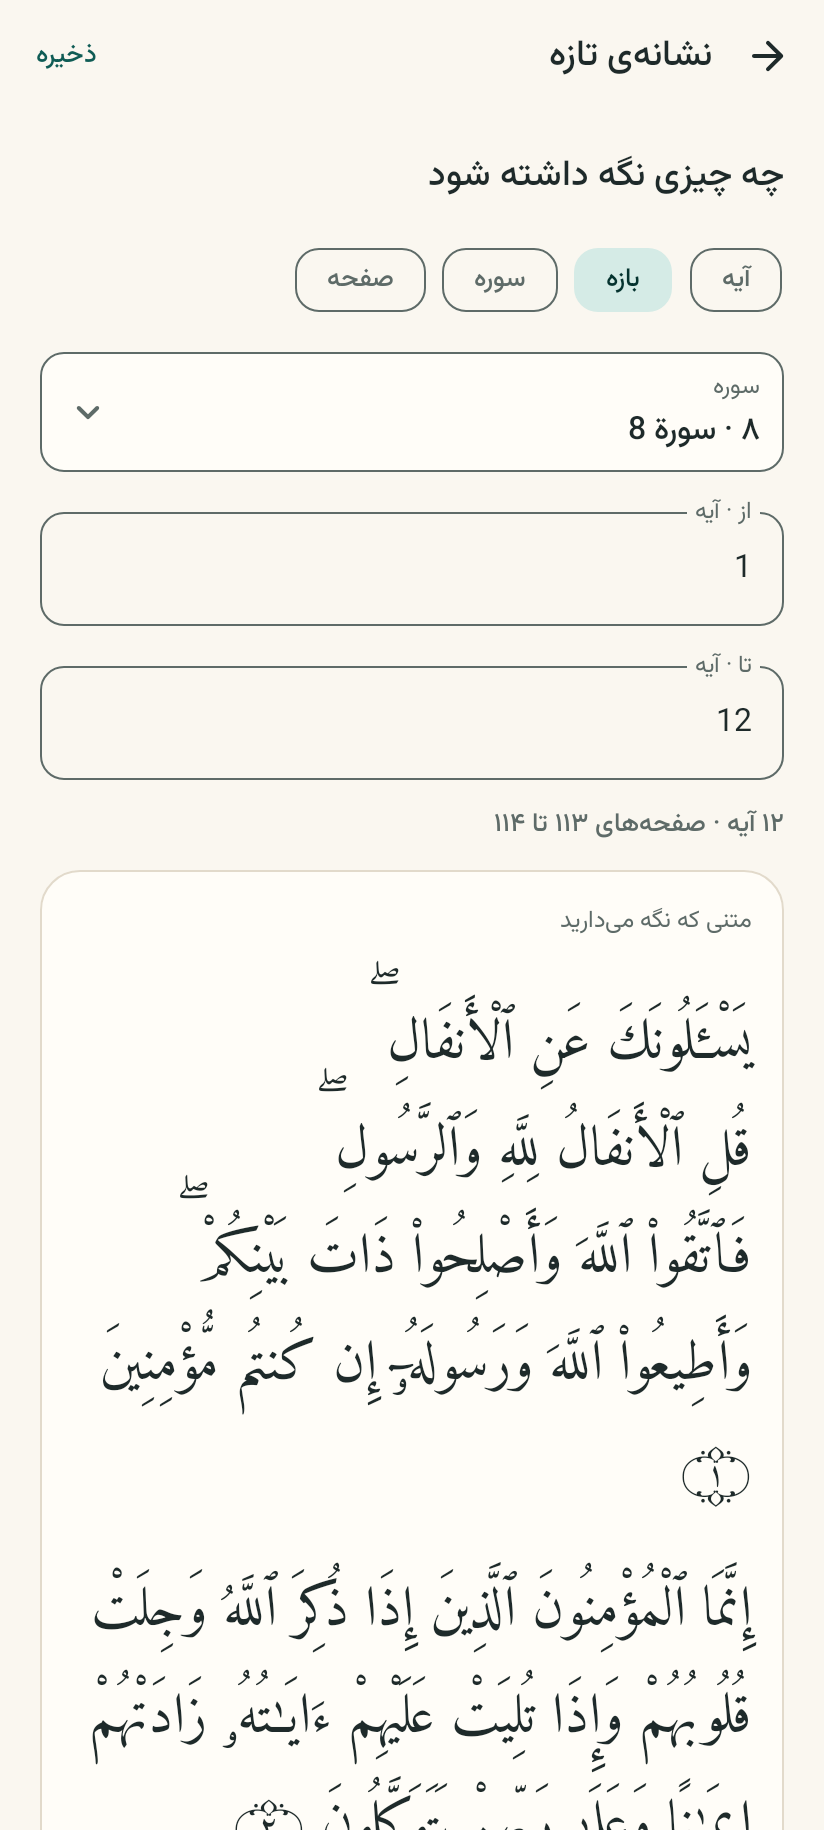 نشانه‌ی تازه
ذخیره
چه چیزی نگه داشته شود
آیه
بازه
سوره
صفحه
سوره
۸ · سورة 8
از · آیه
1
تا · آیه
12
۱۲ آیه · صفحه‌های ۱۱۳ تا ۱۱۴
متنی که نگه می‌دارید
يَسْـَٔلُونَكَ عَنِ ٱلْأَنفَالِ ۖ
قُلِ ٱلْأَنفَالُ لِلَّهِ وَٱلرَّسُولِ ۖ
فَٱتَّقُوا۟ ٱللَّهَ وَأَصْلِحُوا۟ ذَاتَ بَيْنِكُمْ ۖ
وَأَطِيعُوا۟ ٱللَّهَ وَرَسُولَهُۥٓ إِن كُنتُم مُّؤْمِنِينَ
۝١
إِنَّمَا ٱلْمُؤْمِنُونَ ٱلَّذِينَ إِذَا ذُكِرَ ٱللَّهُ وَجِلَتْ
قُلُوبُهُمْ وَإِذَا تُلِيَتْ عَلَيْهِمْ ءَايَـٰتُهُۥ زَادَتْهُمْ